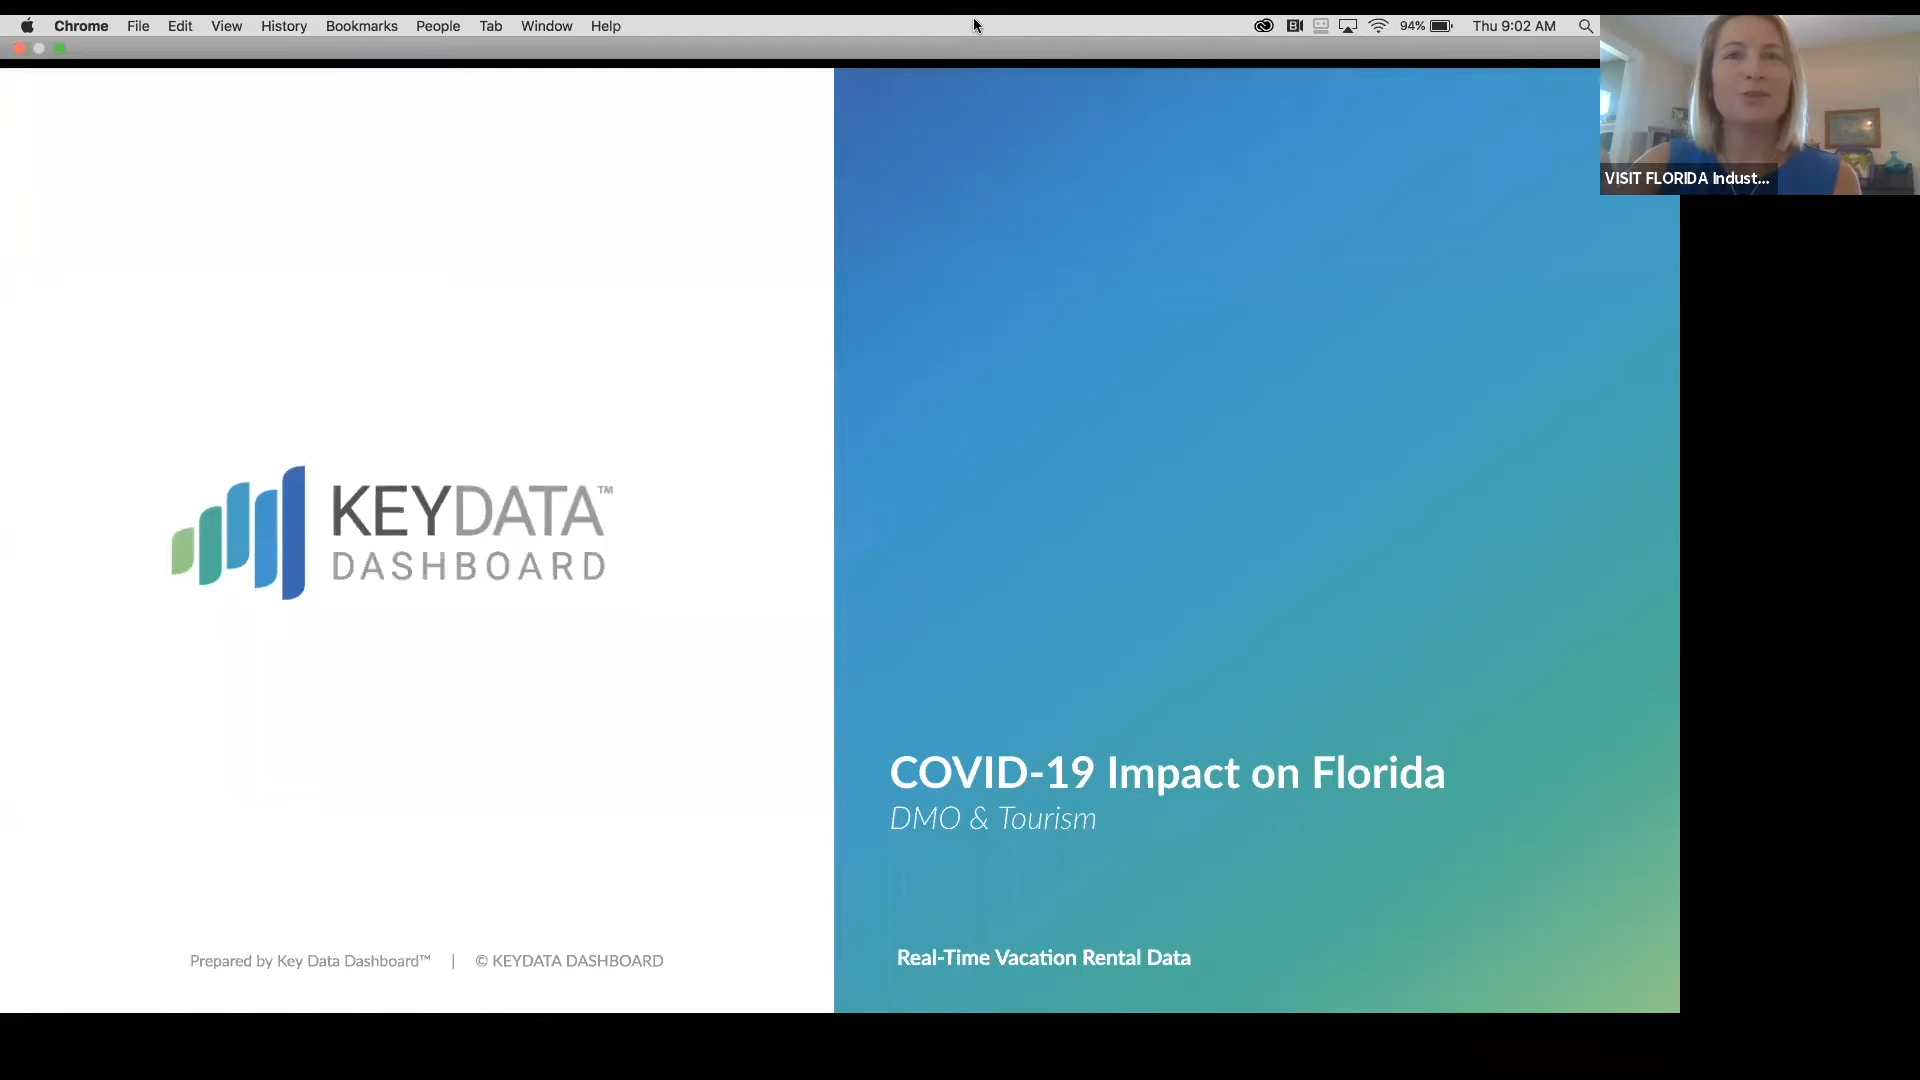 Chrome File Edit View History Bookmarks People Tab Window Help
94% Thu 9:02 AM
VISIT FLORIDA Indust...
KEYDATA™
DASHBOARD
COVID-19 Impact on Florida
DMO & Tourism
Real-Time Vacation Rental Data
Prepared by Key Data Dashboard™ | © KEYDATA DASHBOARD